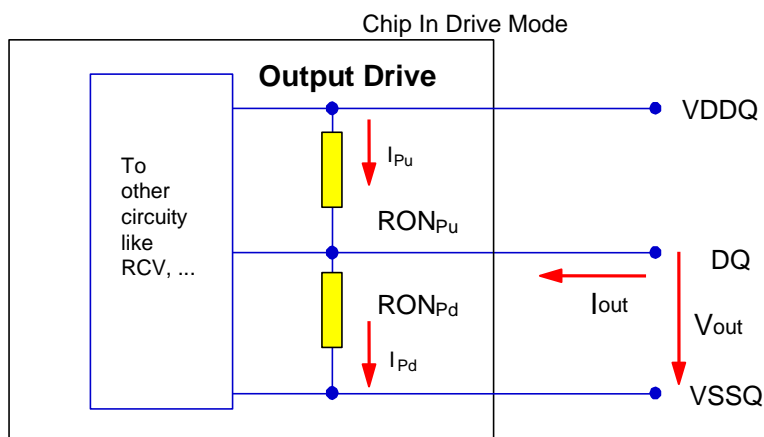 Chip In Drive Mode
Output Drive
VDDQ
IPu
To
other
circuity
like
RCV, ...
RONPu
DQ
Iout
Vout
RONPd
IPd
VSSQ